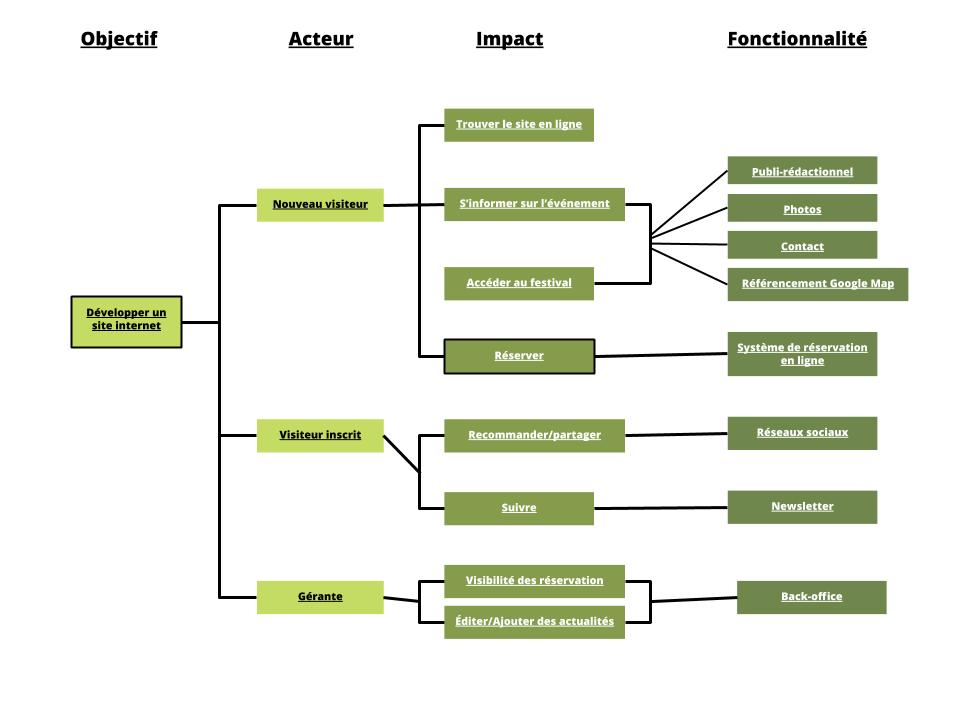 Objectif
Acteur
Impact
Fonctionnalité
Trouver le site en ligne
Publi-rédactionnel
Nouveau visiteur
S'informer sur l’événement
Photos
Contact
Accéder au festival
Référencement Google Map
Développer un
site internet
Réserver
Système de réservation
en ligne
Visiteur inscrit
Recommander/partager
Réseaux sociaux
Suivre
Newsletter
Gérante
Visibilité des réservation
Éditer/Ajouter des actualités
Back-office